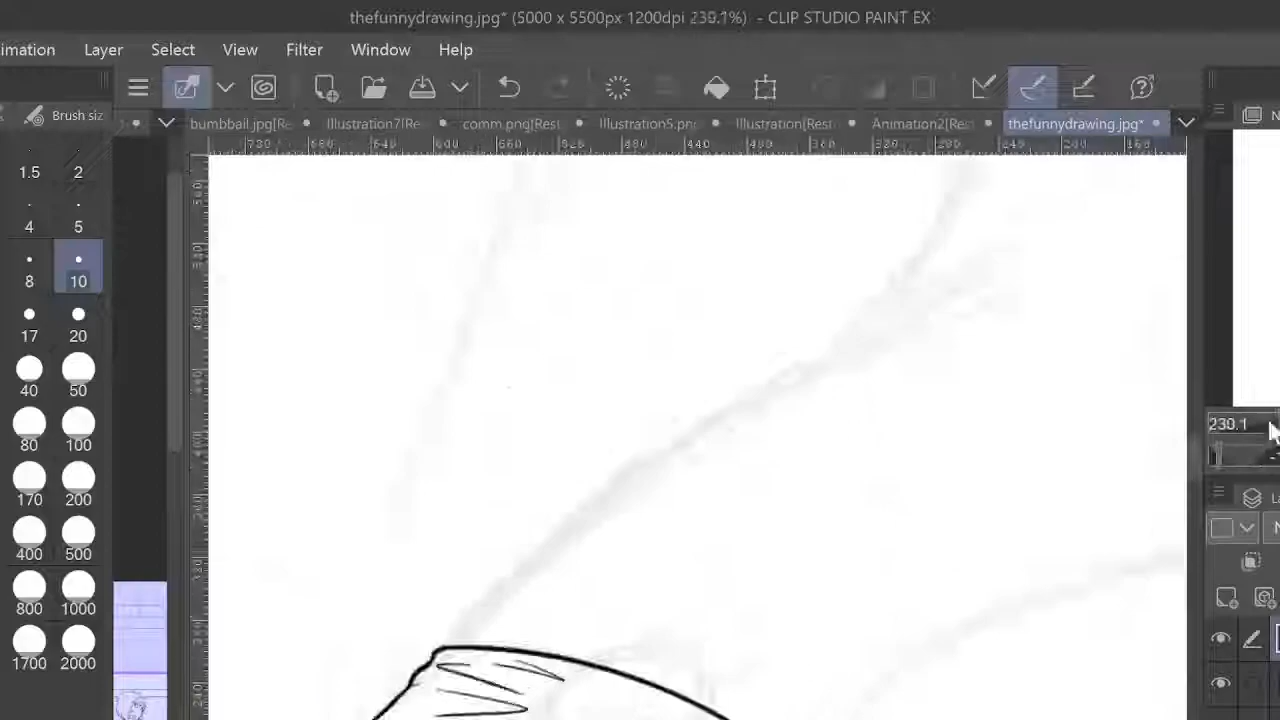 thefunnydrawing.jpg* (5000 x 5500px 1200dpi 230.1%) - CLIP STUDIO PAINT EX
imation Layer Select View Filter Window Help
Brush siz
bumbbail.jpg[Re Illustration7[Re comm.png[Rest Illustration5.pn Illustration[Rest Animation2[Res thefunnydrawing.jpg*
1.5 2
4 5
8 10
17 20
40 50
80 100
170 200
400 500
800 1000
1700 2000
230.1